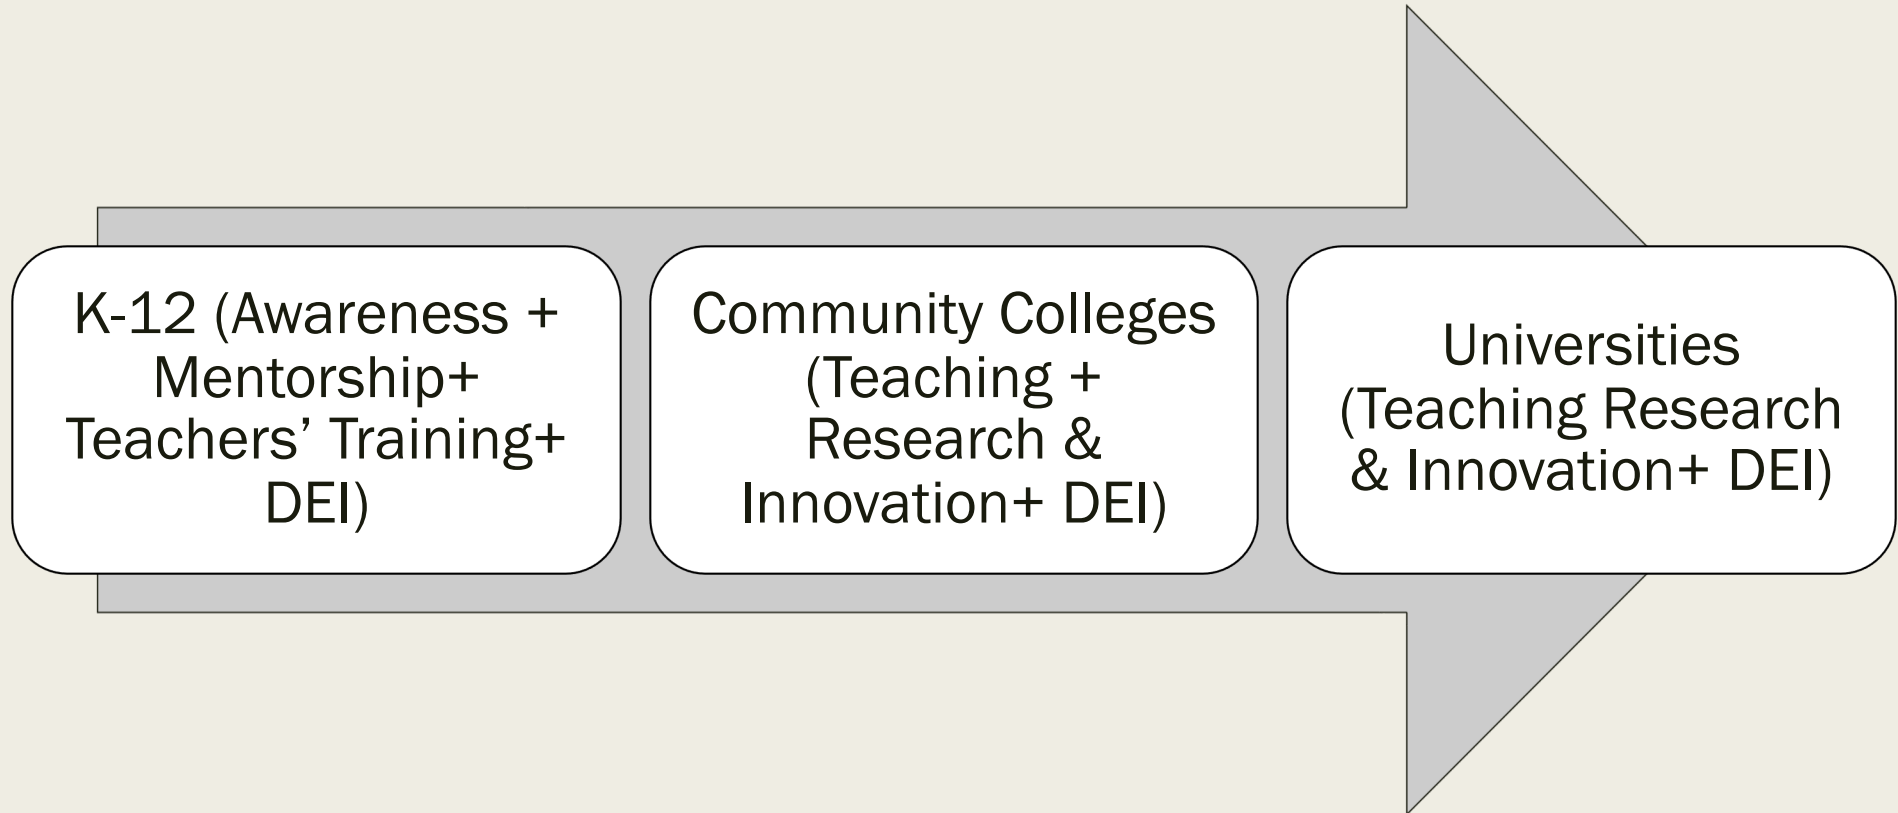 K-12 (Awareness +
Mentorship+
Teachers’ Training+
DEI)
Community Colleges
(Teaching +
Research &
Innovation+ DEI)
Universities
(Teaching Research
& Innovation+ DEI)